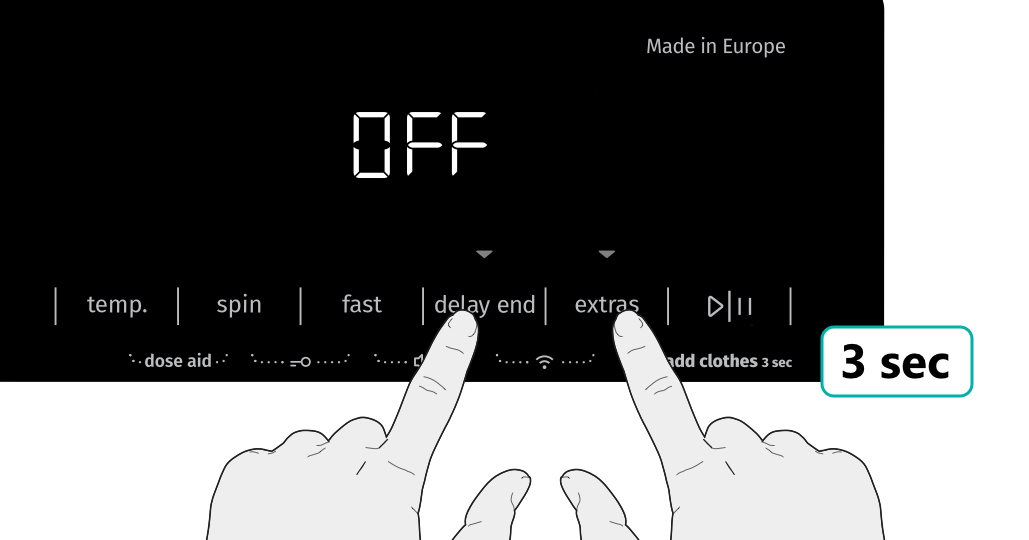 Made in Europe
OFF
temp. spin fast delay end extras
dose aid add clothes 3 sec
3 sec